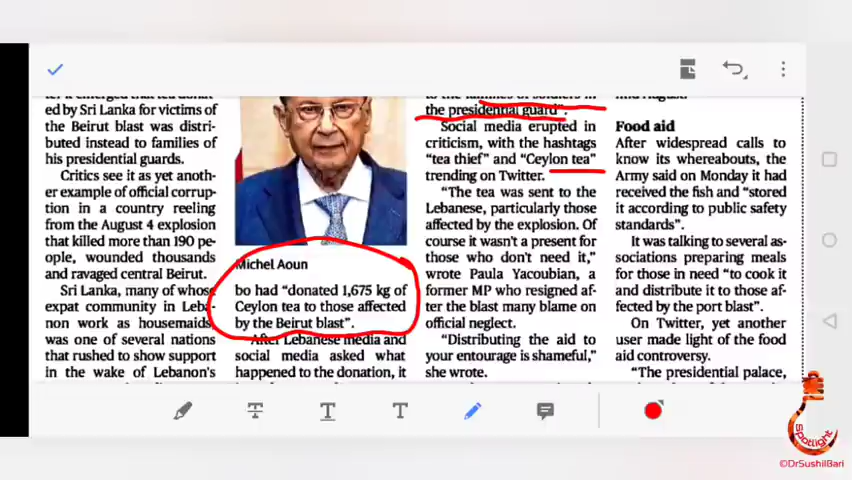 ed by Sri Lanka for victims of
the Beirut blast was distri-
buted instead to families of
his presidential guards.
Critics see it as yet another
example of official corrup-
tion in a country reeling
from the August 4 explosion
that killed more than 190 peo-
ple, wounded thousands
and ravaged central Beirut.
Sri Lanka, many of whose
expat community in Leba-
non work as housemaids,
was one of several nations
that rushed to show support
in the wake of Lebanon's
Michel Aoun
bo had “donated 1,675 kg of
Ceylon tea to those affected
by the Beirut blast”.
After Lebanese media and
social media asked what
happened to the donation, it
to the families of soldiers in
the presidential guard”.
Social media erupted in
criticism, with the hashtags
“tea thief” and “Ceylon tea”
trending on Twitter.
“The tea was sent to the
Lebanese, particularly those
affected by the explosion. Of
course it wasn't a present for
those who don't need it,”
wrote Paula Yacoubian, a
former MP who resigned af-
ter the blast many blame on
official neglect.
“Distributing the aid to
your entourage is shameful,”
she wrote.
Food aid
After widespread calls to
know its whereabouts, the
Army said on Monday it had
received the fish and “stored
it according to public safety
standards”.
It was talking to several as-
sociations preparing meals
for those in need “to cook it
and distribute it to those af-
fected by the port blast”.
On Twitter, yet another
user made light of the food
aid controversy.
“The presidential palace,
T
T
T
Spotlight
©DrSushilBari